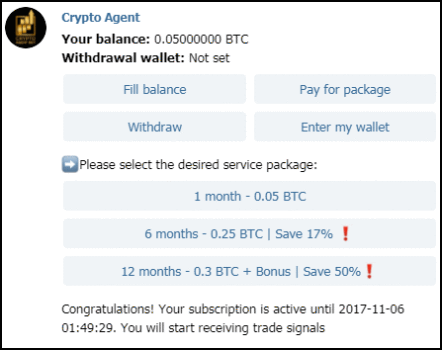 Crypto Agent
Your balance: 0.05000000 BTC
Withdrawal wallet: Not set
Fill balance
Pay for package
Withdraw
Enter my wallet
➡️Please select the desired service package:
1 month - 0.05 BTC
6 months - 0.25 BTC | Save 17% ❗
12 months - 0.3 BTC + Bonus | Save 50%❗
Congratulations! Your subscription is active until 2017-11-06
01:49:29. You will start receiving trade signals